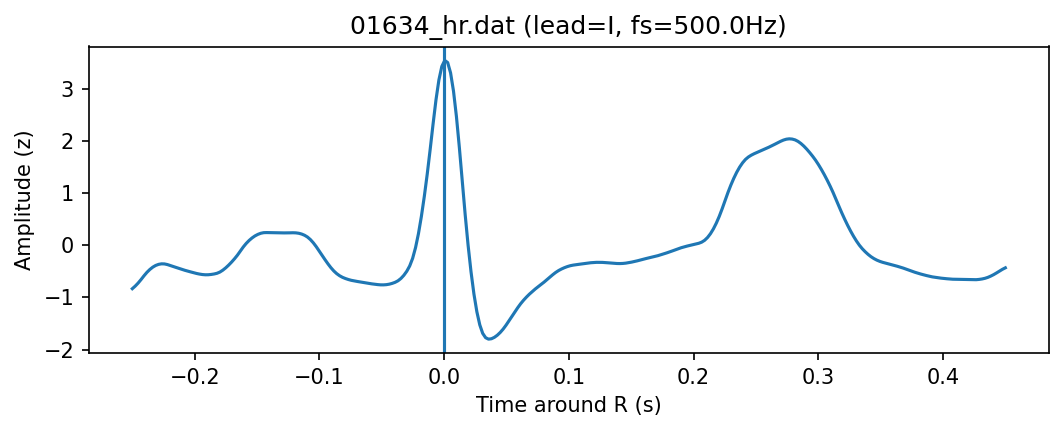 01634_hr.dat (lead=I, fs=500.0Hz)
Amplitude (z)
3
2
1
0
−1
−2
−0.2 −0.1 0.0 0.1 0.2 0.3 0.4
Time around R (s)